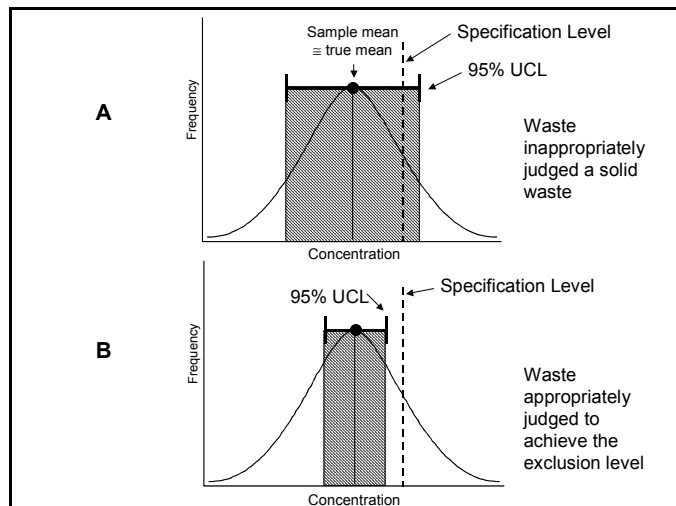 Sample mean
≅ true mean
Specification Level
95% UCL
A
Frequency
Waste
inappropriately
judged a solid
waste
Concentration
95% UCL
Specification Level
B
Frequency
Waste
appropriately
judged to
achieve the
exclusion level
Concentration